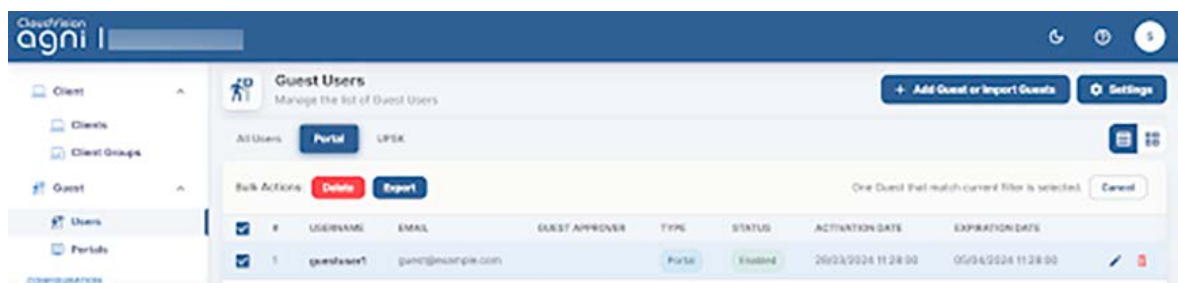 CloudVision
agni |
S
Client
Clients
Client Groups
Guest
Users
Portals
CONFIGURATION
Guest Users
Manage the list of Guest Users
+ Add Guest or Import Guests
Settings
All Users Portal UPSK
Bulk Actions: Delete Export One Guest that match current filter is selected. Cancel
# USERNAME EMAIL GUEST APPROVER TYPE STATUS ACTIVATION DATE EXPIRATION DATE
1 guestuser1 guest@example.com Portal Enabled 26/03/2024 11:28:00 05/04/2024 11:28:00